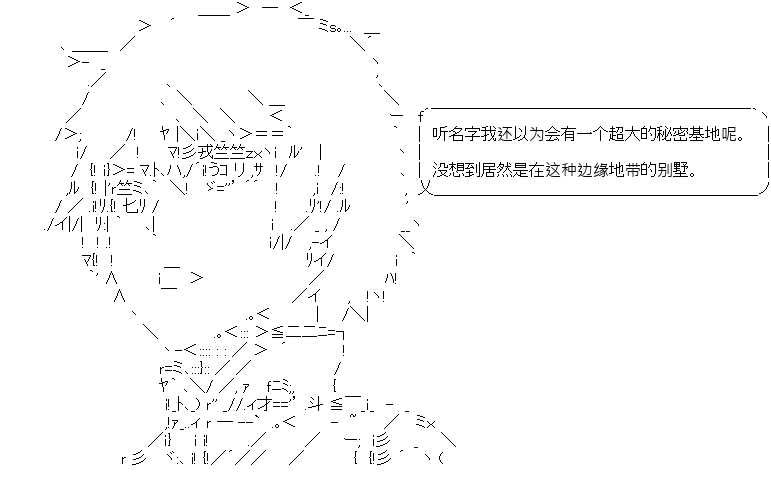 听名字我还以为会有一个超大的秘密基地呢。
没想到居然是在这种边缘地带的别墅。